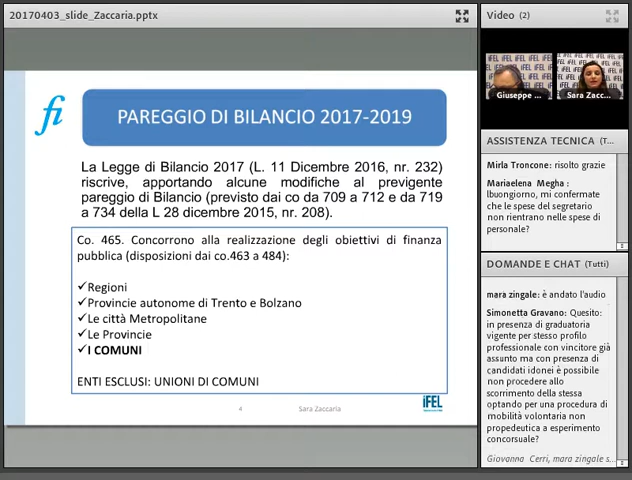 20170403_slide_Zaccaria.pptx
PAREGGIO DI BILANCIO 2017-2019
La Legge di Bilancio 2017 (L. 11 Dicembre 2016, nr. 232)
riscrive, apportando alcune modifiche al previgente
pareggio di Bilancio (previsto dai co da 709 a 712 e da 719
a 734 della L 28 dicembre 2015, nr. 208).
Co. 465. Concorrono alla realizzazione degli obiettivi di finanza
pubblica (disposizioni dai co.463 a 484):
✓Regioni
✓Provincie autonome di Trento e Bolzano
✓Le città Metropolitane
✓Le Provincie
✓I COMUNI
ENTI ESCLUSI: UNIONI DI COMUNI
4
Sara Zaccaria
iFEL
Video (2)
Giuseppe ...
Sara Zacc...
ASSISTENZA TECNICA (T...
Mirla Troncone: risolto grazie
Mariaelena Megha :
lbuongiorno, mi confermate
che le spese del segretario
non rientrano nelle spese di
personale?
DOMANDE E CHAT (Tutti)
mara zingale: è andato l'audio
Simonetta Gravano: Quesito:
in presenza di graduatoria
vigente per stesso profilo
professionale con vincitore già
assunto ma con presenza di
candidati idonei è possibile
non procedere allo
scorrimento della stessa
optando per una procedura di
mobilità volontaria non
propedeutica a esperimento
concorsuale?
Giovanna Cerri, mara zingale s...